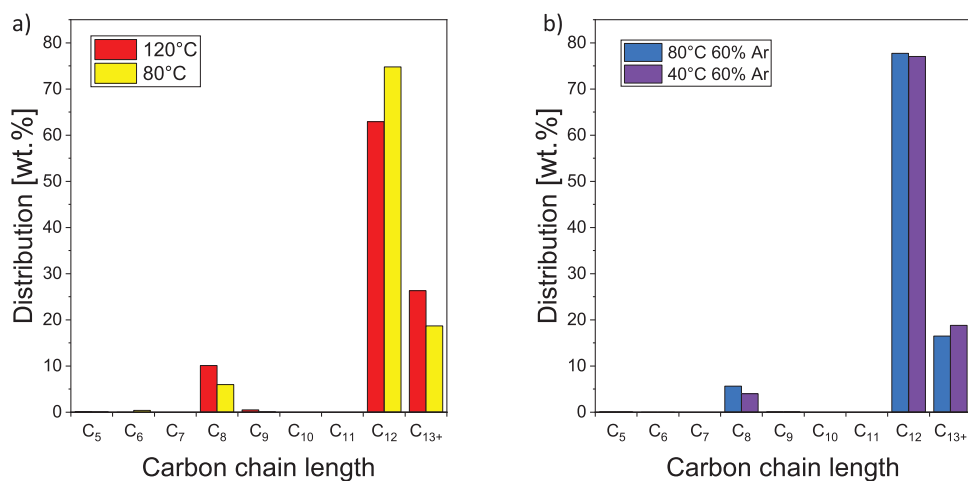 a)
120°C
80°C
Distribution [wt.%]
80
70
60
50
40
30
20
10
0
C5 C6 C7 C8 C9 C10 C11 C12 C13+
Carbon chain length
b)
80°C 60% Ar
40°C 60% Ar
Distribution [wt.%]
80
70
60
50
40
30
20
10
0
C5 C6 C7 C8 C9 C10 C11 C12 C13+
Carbon chain length